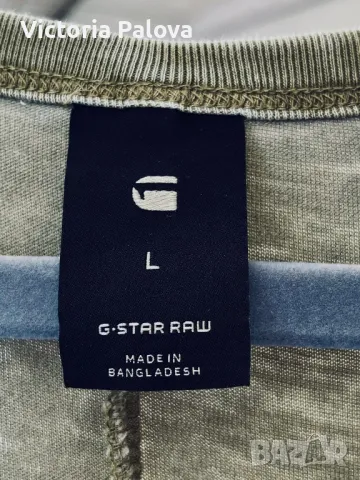 Victoria Palova
L
G-STAR RAW
MADE IN
BANGLADESH
bazar